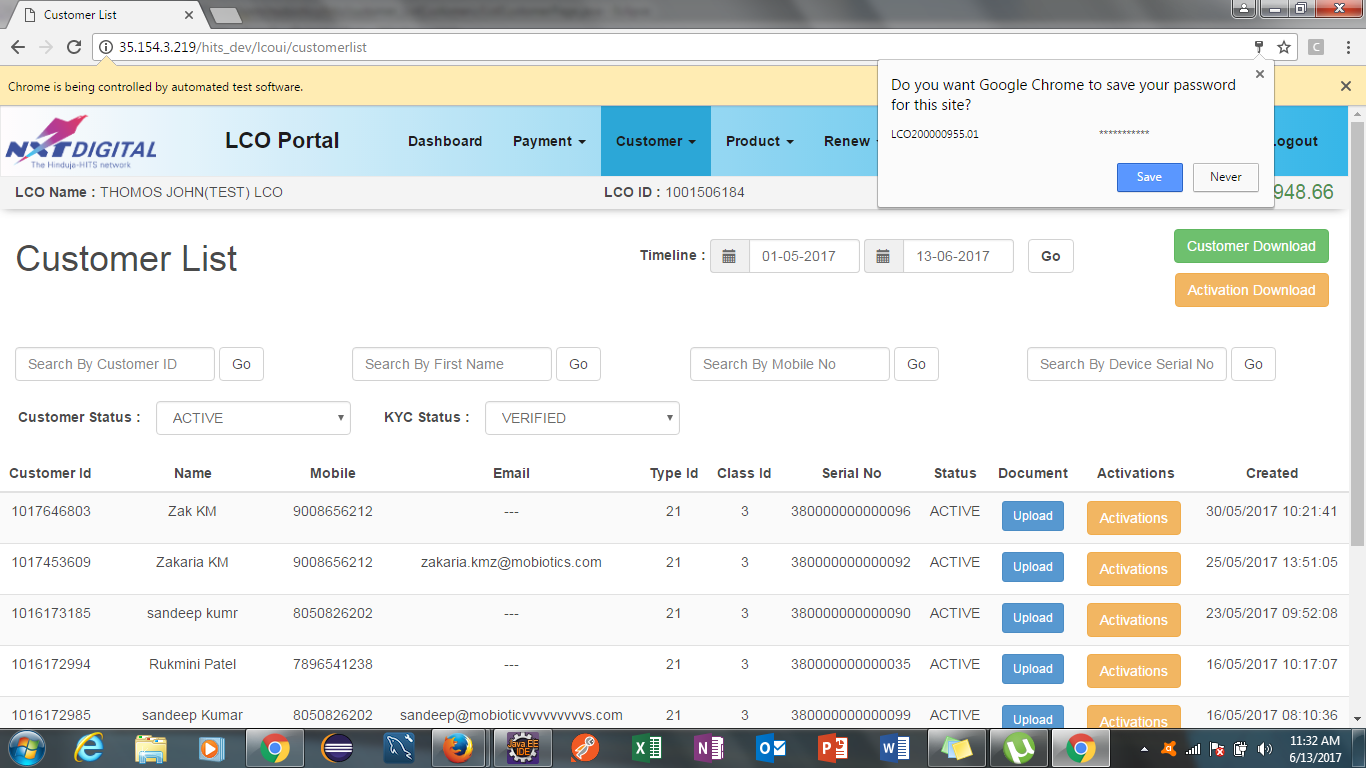 Customer List
35.154.3.219/hits_dev/lcoui/customerlist
Chrome is being controlled by automated test software.
Do you want Google Chrome to save your password
for this site?
LCO200000955.01 ***********
Save Never
NXTDIGITAL
The Hinduja-HITS network
LCO Portal Dashboard Payment Customer Product Renew ogout
LCO Name : THOMOS JOHN(TEST) LCO LCO ID : 1001506184 948.66
Customer List
Timeline : 01-05-2017 13-06-2017 Go
Customer Download
Activation Download
Search By Customer ID Go Search By First Name Go Search By Mobile No Go Search By Device Serial No Go
Customer Status : ACTIVE KYC Status : VERIFIED
Customer Id Name Mobile Email Type Id Class Id Serial No Status Document Activations Created
1017646803 Zak KM 9008656212 --- 21 3 380000000000096 ACTIVE Upload Activations 30/05/2017 10:21:41
1017453609 Zakaria KM 9008656212 zakaria.kmz@mobiotics.com 21 3 380000000000092 ACTIVE Upload Activations 25/05/2017 13:51:05
1016173185 sandeep kumr 8050826202 --- 21 3 380000000000090 ACTIVE Upload Activations 23/05/2017 09:52:08
1016172994 Rukmini Patel 7896541238 --- 21 3 380000000000035 ACTIVE Upload Activations 16/05/2017 10:17:07
1016172985 sandeep Kumar 8050826202 sandeep@mobioticvvvvvvvvvs.com 21 3 380000000000099 ACTIVE Upload Activations 16/05/2017 08:10:36
Java EE
IDE
11:32 AM
6/13/2017